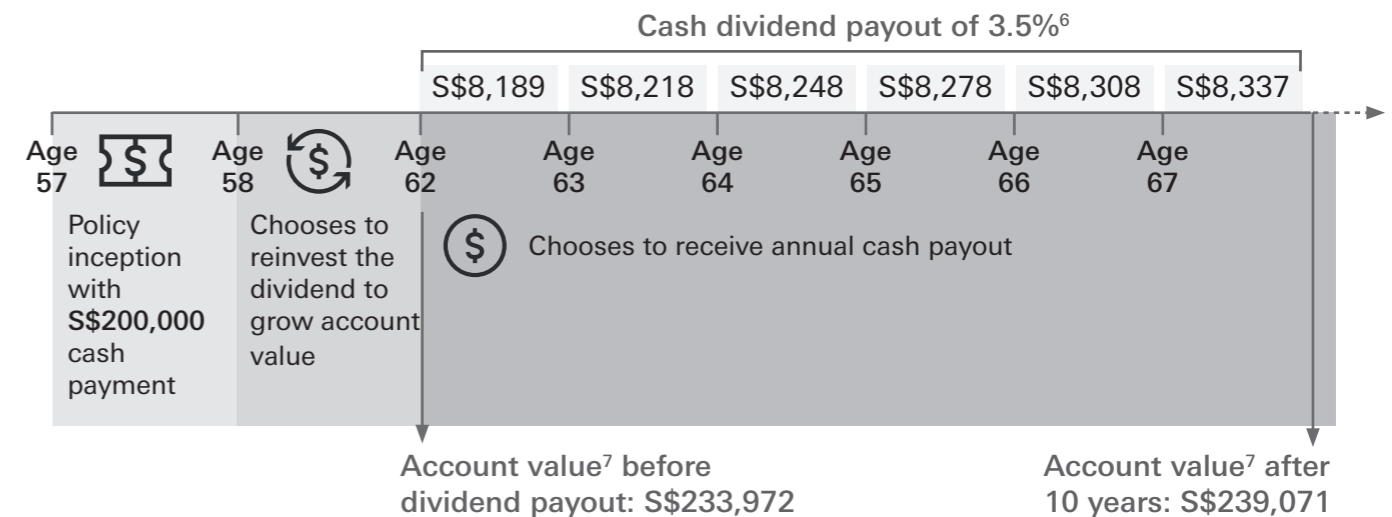 Cash dividend payout of 3.5%⁶
S$8,189 S$8,218 S$8,248 S$8,278 S$8,308 S$8,337
Age
57
Age
58
Age
62
Age
63
Age
64
Age
65
Age
66
Age
67
Policy
inception
with
S$200,000
cash
payment
Chooses to
reinvest the
dividend to
grow account
value
$ Chooses to receive annual cash payout
Account value⁷ before
dividend payout: S$233,972
Account value⁷ after
10 years: S$239,071